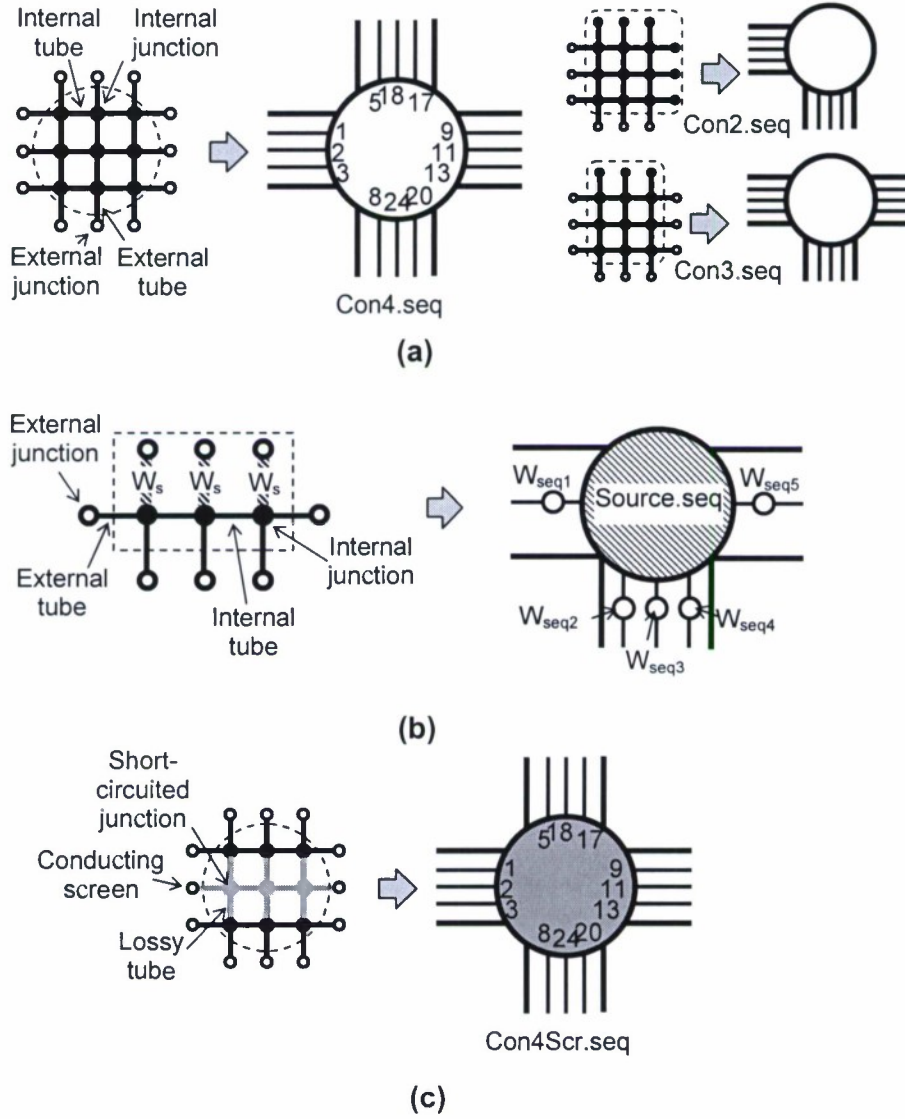 Internal
tube
Internal
junction
External
junction
External
tube
5 18 17
1
2
3
9
11
13
8 24 20
Con4.seq
Con2.seq
Con3.seq
(a)
External
junction
Ws Ws Ws
External
tube
Internal
tube
Internal
junction
Wseq1
Source.seq
Wseq5
Wseq2
Wseq3
Wseq4
(b)
Short-
circuited
junction
Conducting
screen
Lossy
tube
5 18 17
1
2
3
9
11
13
8 24 20
Con4Scr.seq
(c)